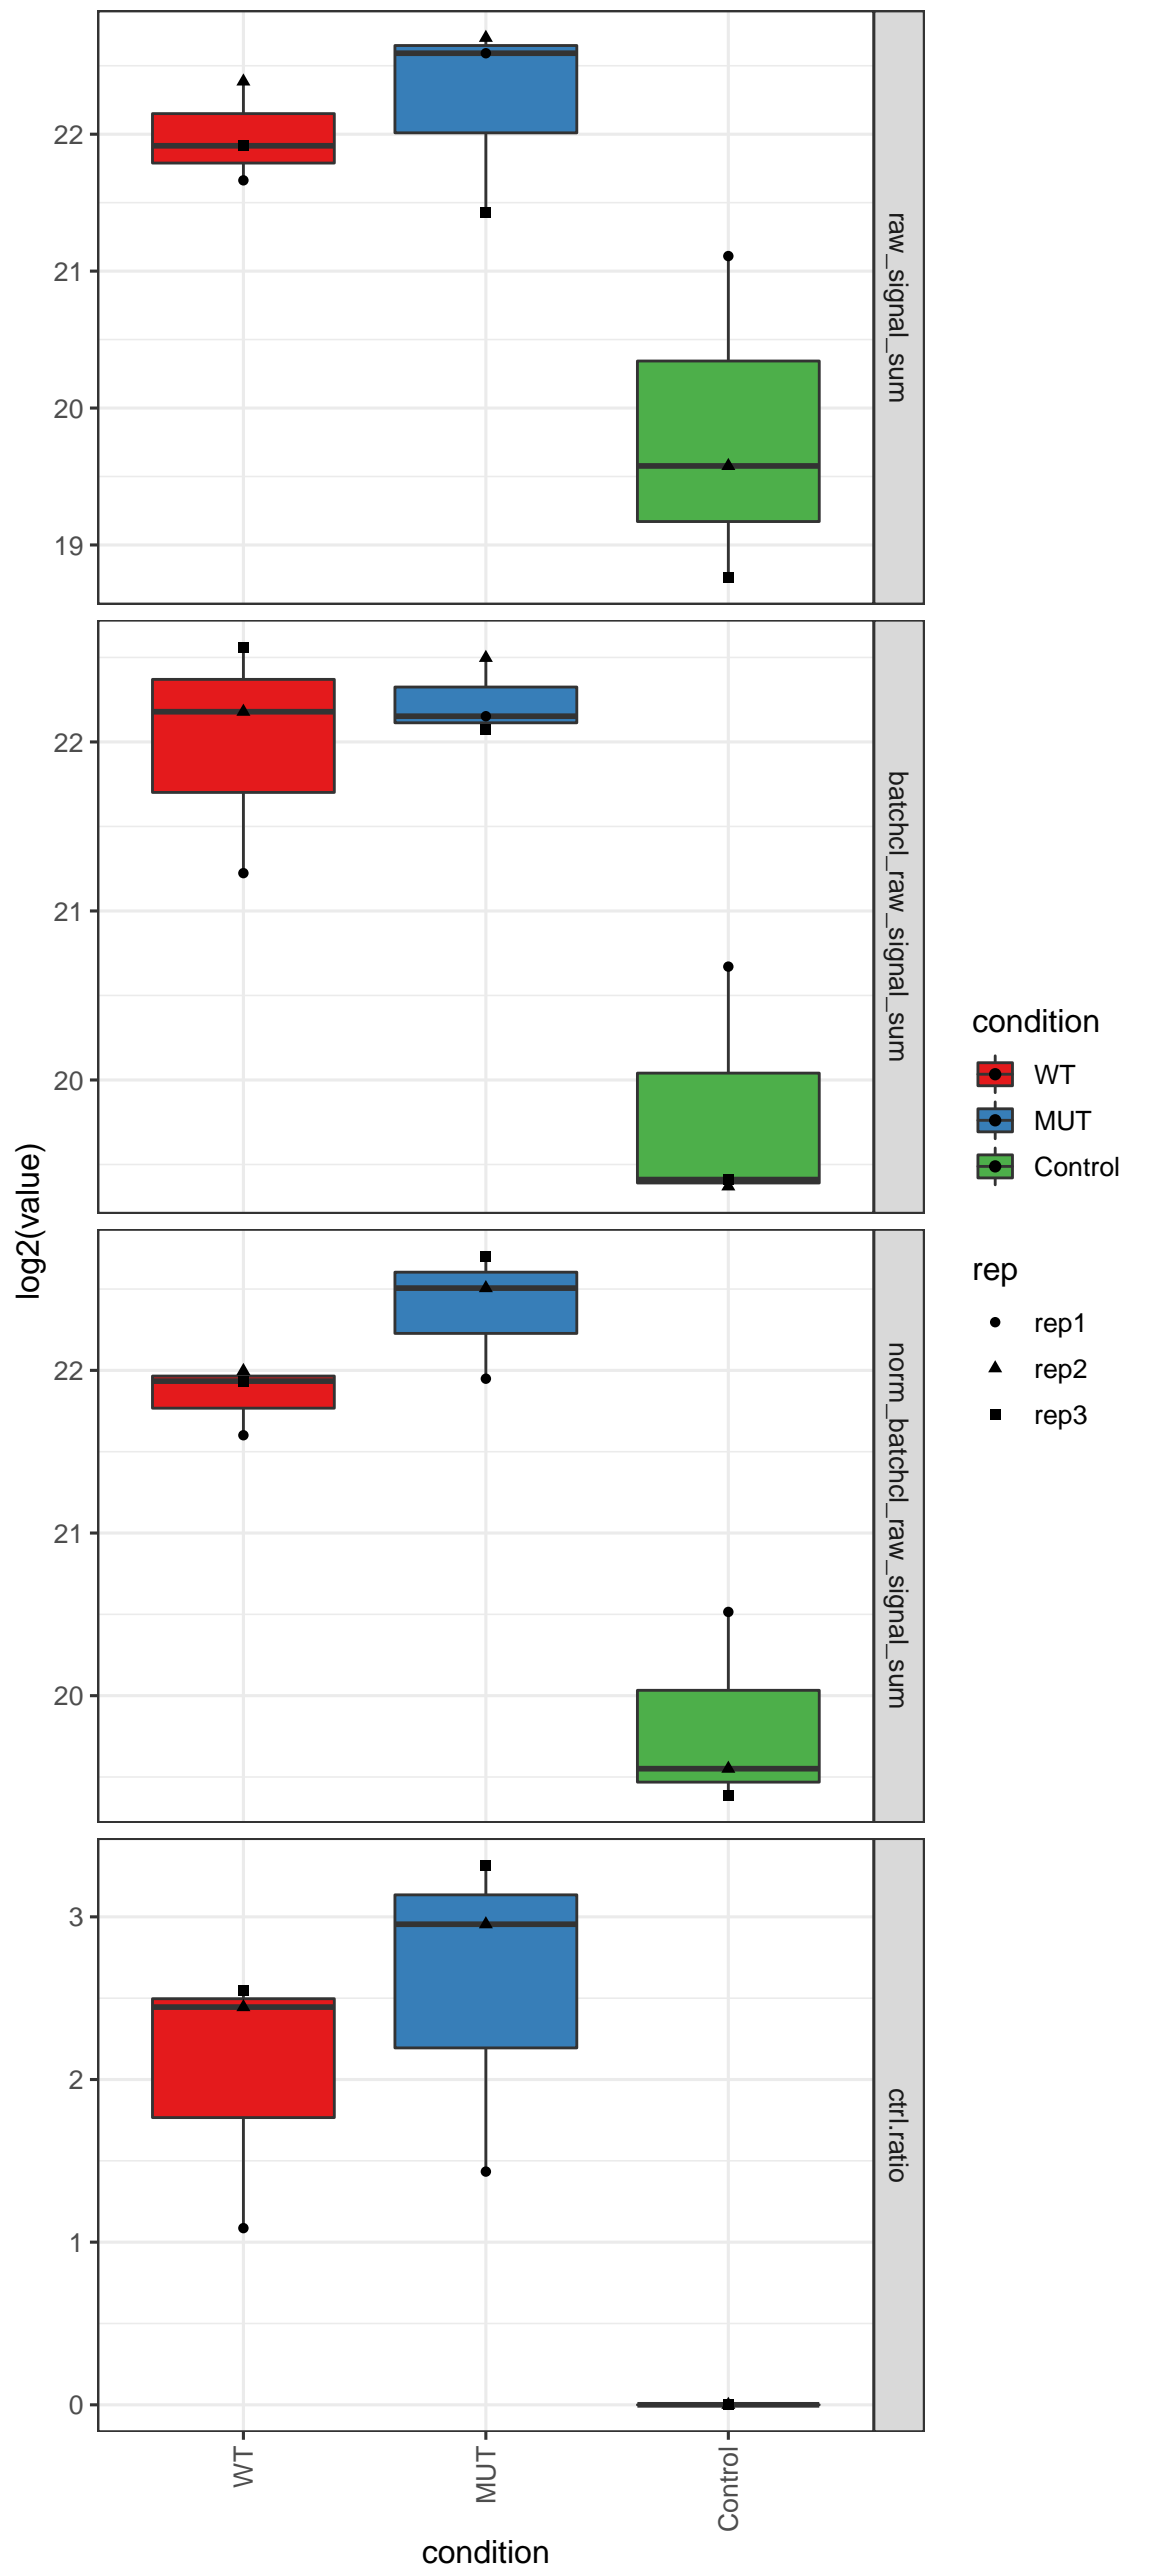 22
21
20
19
raw_signal_sum
22
21
20
batchcl_raw_signal_sum
22
21
20
norm_batchcl_raw_signal_sum
3
2
1
0
ctrl.ratio
log2(value)
WT
MUT
Control
condition
condition
WT
MUT
Control
rep
rep1
rep2
rep3